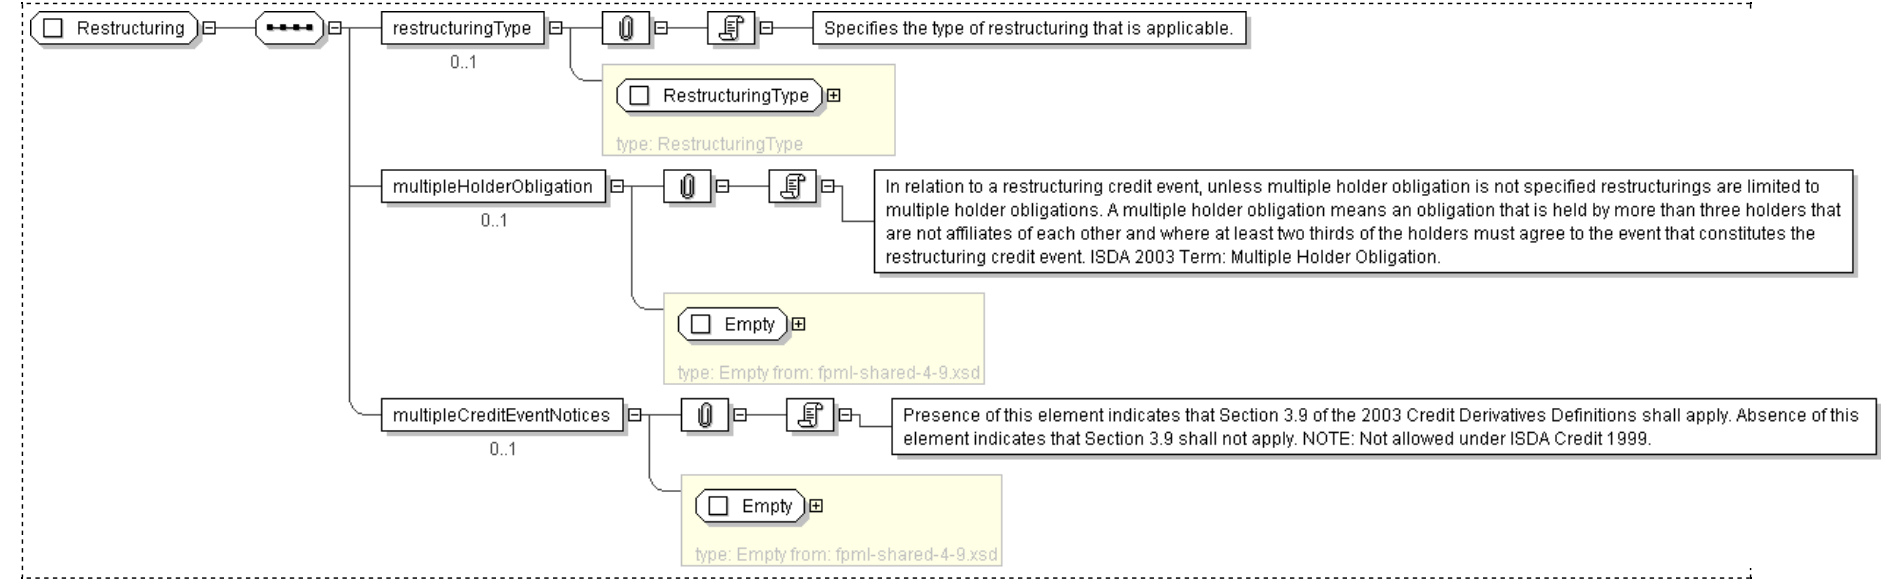 Restructuring
restructuringType
Specifies the type of restructuring that is applicable.
0..1
RestructuringType
type: RestructuringType
multipleHolderObligation
0..1
In relation to a restructuring credit event, unless multiple holder obligation is not specified restructurings are limited to
multiple holder obligations. A multiple holder obligation means an obligation that is held by more than three holders that
are not affiliates of each other and where at least two thirds of the holders must agree to the event that constitutes the
restructuring credit event. ISDA 2003 Term: Multiple Holder Obligation.
Empty
type: Empty from: fpml-shared-4-9.xsd
multipleCreditEventNotices
0..1
Presence of this element indicates that Section 3.9 of the 2003 Credit Derivatives Definitions shall apply. Absence of this
element indicates that Section 3.9 shall not apply. NOTE: Not allowed under ISDA Credit 1999.
Empty
type: Empty from: fpml-shared-4-9.xsd